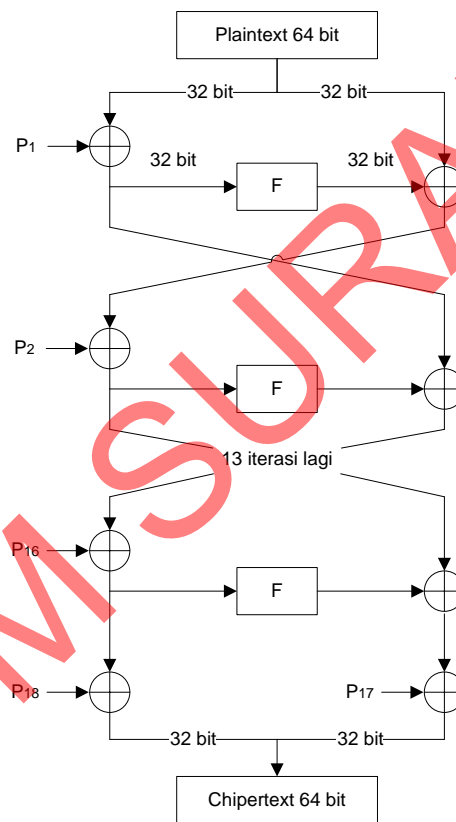 Plaintext 64 bit
32 bit 32 bit
P1
32 bit 32 bit
F
P2
F
13 iterasi lagi
P16
F
P18 P17
32 bit 32 bit
Chipertext 64 bit
M SURA